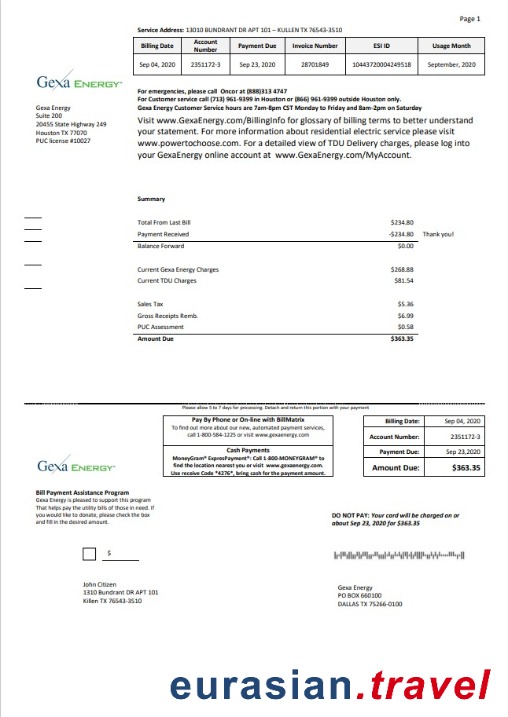 Page 1
Service Address: 13010 BUNDRANT DR APT 101 – KULLEN TX 76543-3510
Billing Date Account Number Payment Due Invoice Number ESI ID Usage Month
Sep 04, 2020 2351172-3 Sep 23, 2020 28701849 10443720004249518 September, 2020
Gexa ENERGY
Gexa Energy
Suite 200
20455 State Highway 249
Houston TX 77070
PUC license #10027
For emergencies, please call Oncor at (888)313 4747
For Customer service call (713) 961-9399 in Houston or (866) 961-9399 outside Houston only.
Gexa Energy Customer Service hours are 7am-8pm CST Monday to Friday and 8am-2pm on Saturday
Visit www.GexaEnergy.com/BillingInfo for glossary of billing terms to better understand
your statement. For more information about residential electric service please visit
www.powertochoose.com. For a detailed view of TDU Delivery charges, please log into
your GexaEnergy online account at www.GexaEnergy.com/MyAccount.
Summary
Total From Last Bill $234.80
Payment Received -$234.80 Thank you!
Balance Forward $0.00
Current Gexa Energy Charges $268.88
Current TDU Charges $81.54
Sales Tax $5.36
Gross Receipts Remb. $6.99
PUC Assessment $0.58
Amount Due $363.35
Please allow 5 to 7 days for processing. Detach and return this portion with your payment
Pay By Phone or On-line with BillMatrix
To find out more about our new, automated payment services,
call 1-800-584-1225 or visit www.gexaenergy.com
Cash Payments
MoneyGram® ExpressPayment®: Call 1-800-MONEYGRAM® to
find the location nearest you or visit www.gexaenergy.com.
Use receive Code *4276*, bring cash for the payment amount.
Billing Date: Sep 04, 2020
Account Number: 2351172-3
Payment Due: Sep 23,2020
Amount Due: $363.35
Gexa ENERGY
Bill Payment Assistance Program
Gexa Energy is pleased to support this program
That helps pay the utility bills of those in need. If
you would like to donate, please check the box
and fill in the desired amount.
$
DO NOT PAY: Your card will be charged on or
about Sep 23, 2020 for $363.35
John Citizen
1310 Bundrant DR APT 101
Killen TX 76543-3510
Gexa Energy
PO BOX 660100
DALLAS TX 75266-0100
eurasian.travel